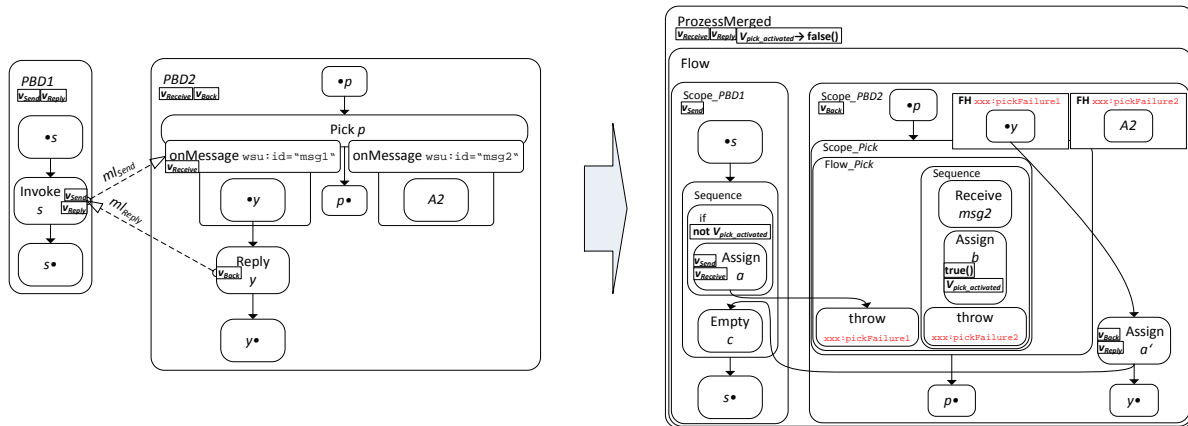 PBD1
vSend vReply
•s
Invoke
s
vSend
vReply
s•
mlSend
mlReply
PBD2
vReceive vBack
•p
Pick p
onMessage wsu:id="msg1"
vReceive
onMessage wsu:id="msg2"
•y
p•
A2
Reply
y
vBack
y•
ProzessMerged
vReceive vReply Vpick_activated→ false()
Flow
Scope_PBD1
vSend
•s
Sequence
if
not Vpick_activated
vSend
vReceive
Assign
a
Empty
c
s•
Scope_PBD2
vBack
•p
FH xxx:pickFailure1
•y
FH xxx:pickFailure2
A2
Scope_Pick
Flow_Pick
Sequence
Receive
msg2
Assign
b
true()
Vpick_activated
throw
xxx:pickFailure1
throw
xxx:pickFailure2
vBack
vReply
Assign
a‘
p•
y•